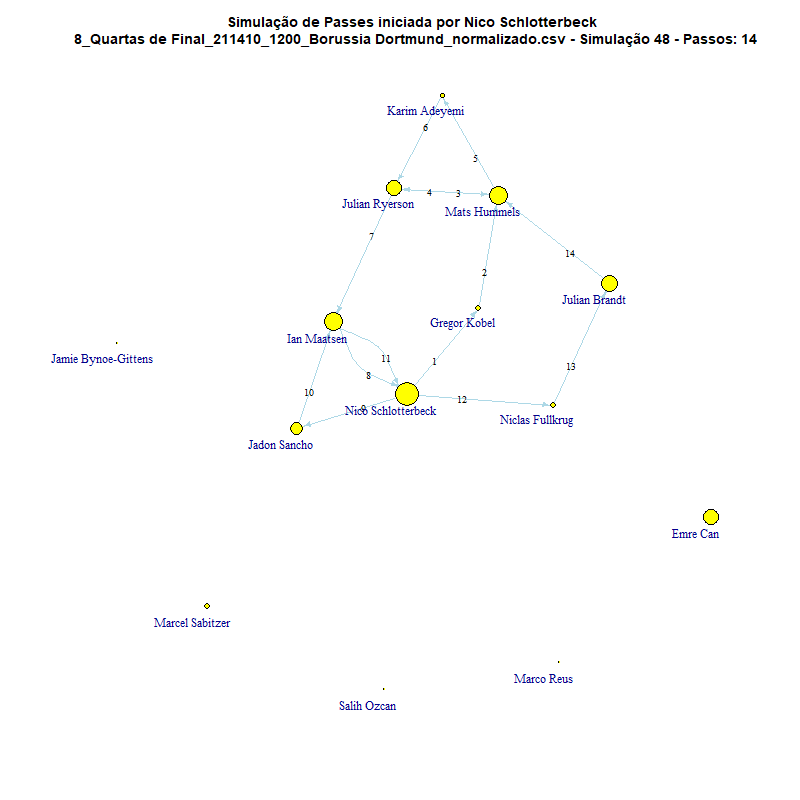 Simulação de Passes iniciada por Nico Schlotterbeck
8_Quartas de Final_211410_1200_Borussia Dortmund_normalizado.csv - Simulação 48 - Passos: 14
Karim Adeyemi
6
5
4
3
Julian Ryerson
Mats Hummels
7
14
2
Julian Brandt
Gregor Kobel
Ian Maatsen
Jamie Bynoe-Gittens
11
1
13
8
10
12
9
Nico Schlotterbeck
Niclas Fullkrug
Jadon Sancho
Emre Can
Marcel Sabitzer
Marco Reus
Salih Ozcan